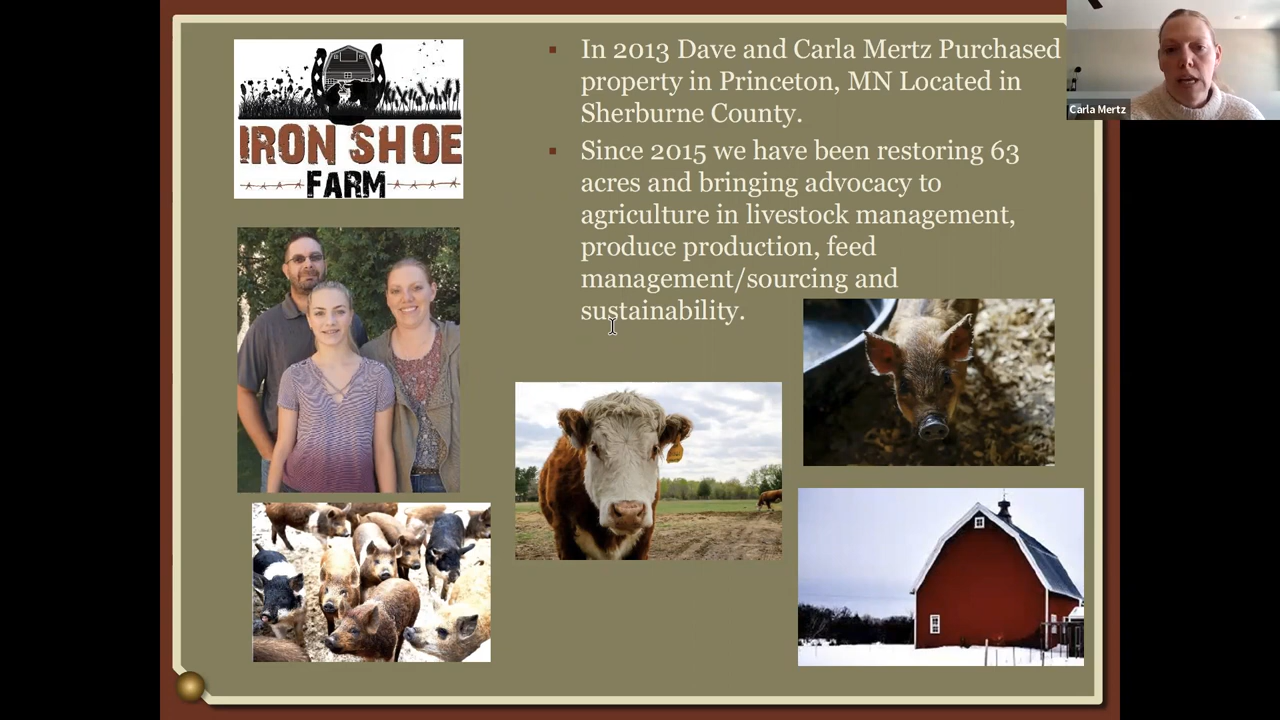 IRON SHOE
FARM
In 2013 Dave and Carla Mertz Purchased
property in Princeton, MN Located in
Sherburne County.
Since 2015 we have been restoring 63
acres and bringing advocacy to
agriculture in livestock management,
produce production, feed
management/sourcing and
sustainability.
Carla Mertz